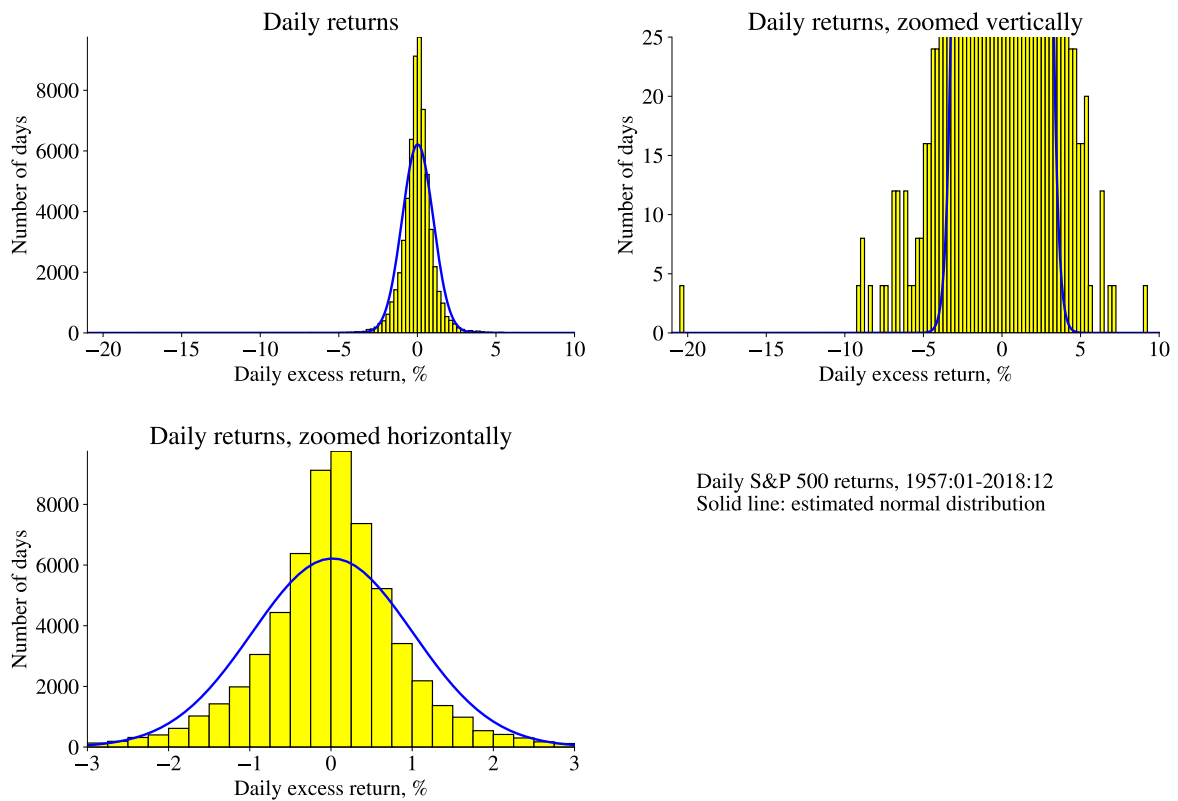 Daily returns
Number of days
8000
6000
4000
2000
0
−20 −15 −10 −5 0 5 10
Daily excess return, %
Daily returns, zoomed vertically
Number of days
25
20
15
10
5
0
−20 −15 −10 −5 0 5 10
Daily excess return, %
Daily returns, zoomed horizontally
Number of days
8000
6000
4000
2000
0
−3 −2 −1 0 1 2 3
Daily excess return, %
Daily S&P 500 returns, 1957:01-2018:12
Solid line: estimated normal distribution